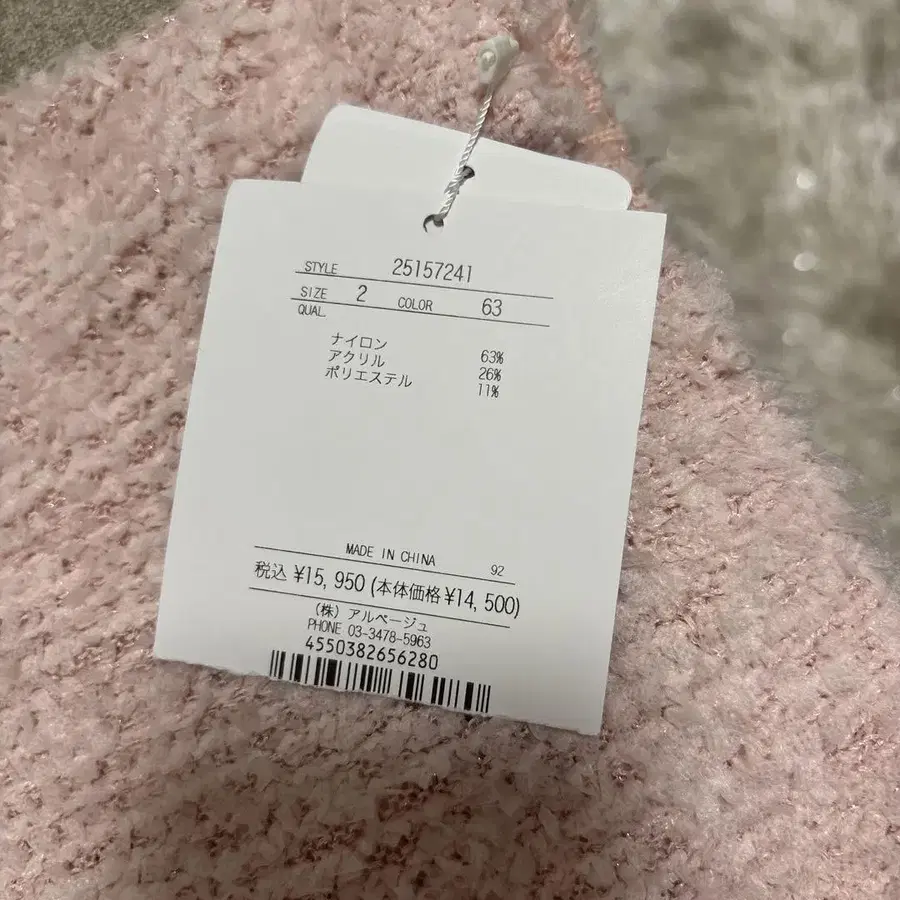 STYLE 25157241
SIZE 2 COLOR 63
QUAL.
ナイロン 63%
アクリル 26%
ポリエステル 11%
MADE IN CHINA 92
税込 ¥15,950 (本体価格¥14,500)
(株) アルページュ
PHONE 03-3478-5963
4550382656280